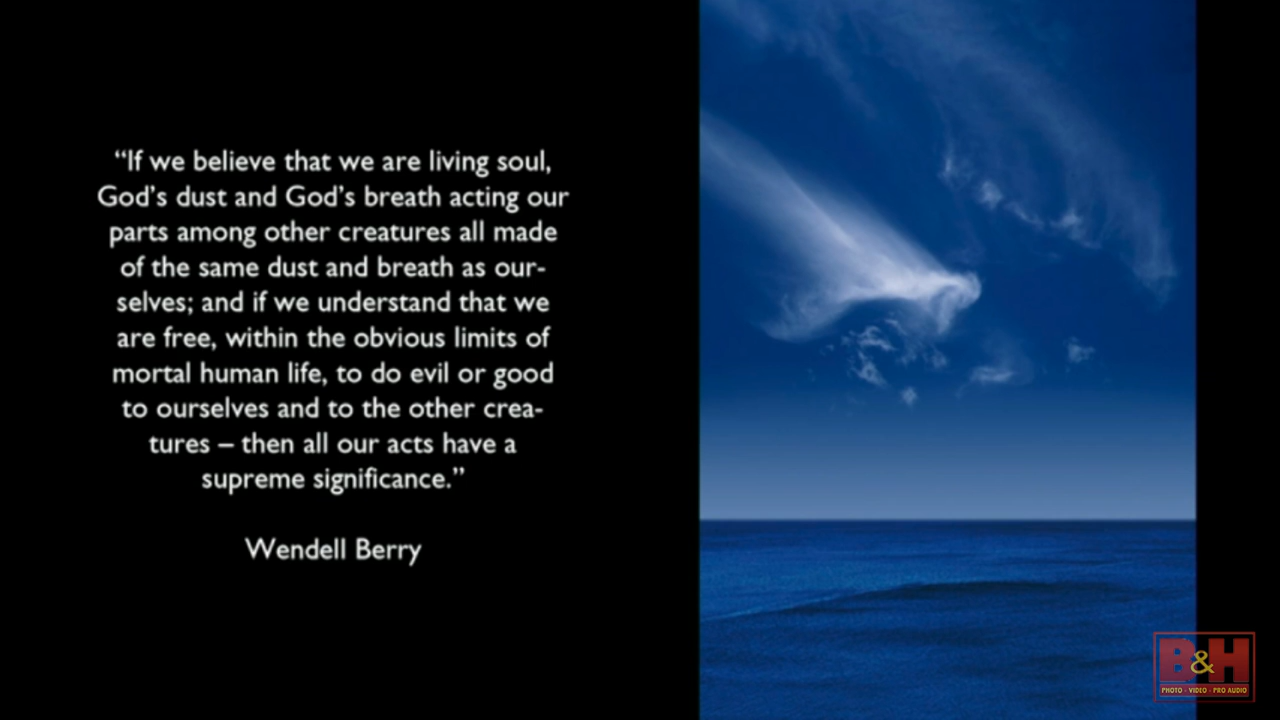 “If we believe that we are living soul,
God’s dust and God’s breath acting our
parts among other creatures all made
of the same dust and breath as our-
selves; and if we understand that we
are free, within the obvious limits of
mortal human life, to do evil or good
to ourselves and to the other crea-
tures – then all our acts have a
supreme significance.”
Wendell Berry
B&H
PHOTO - VIDEO - PRO AUDIO